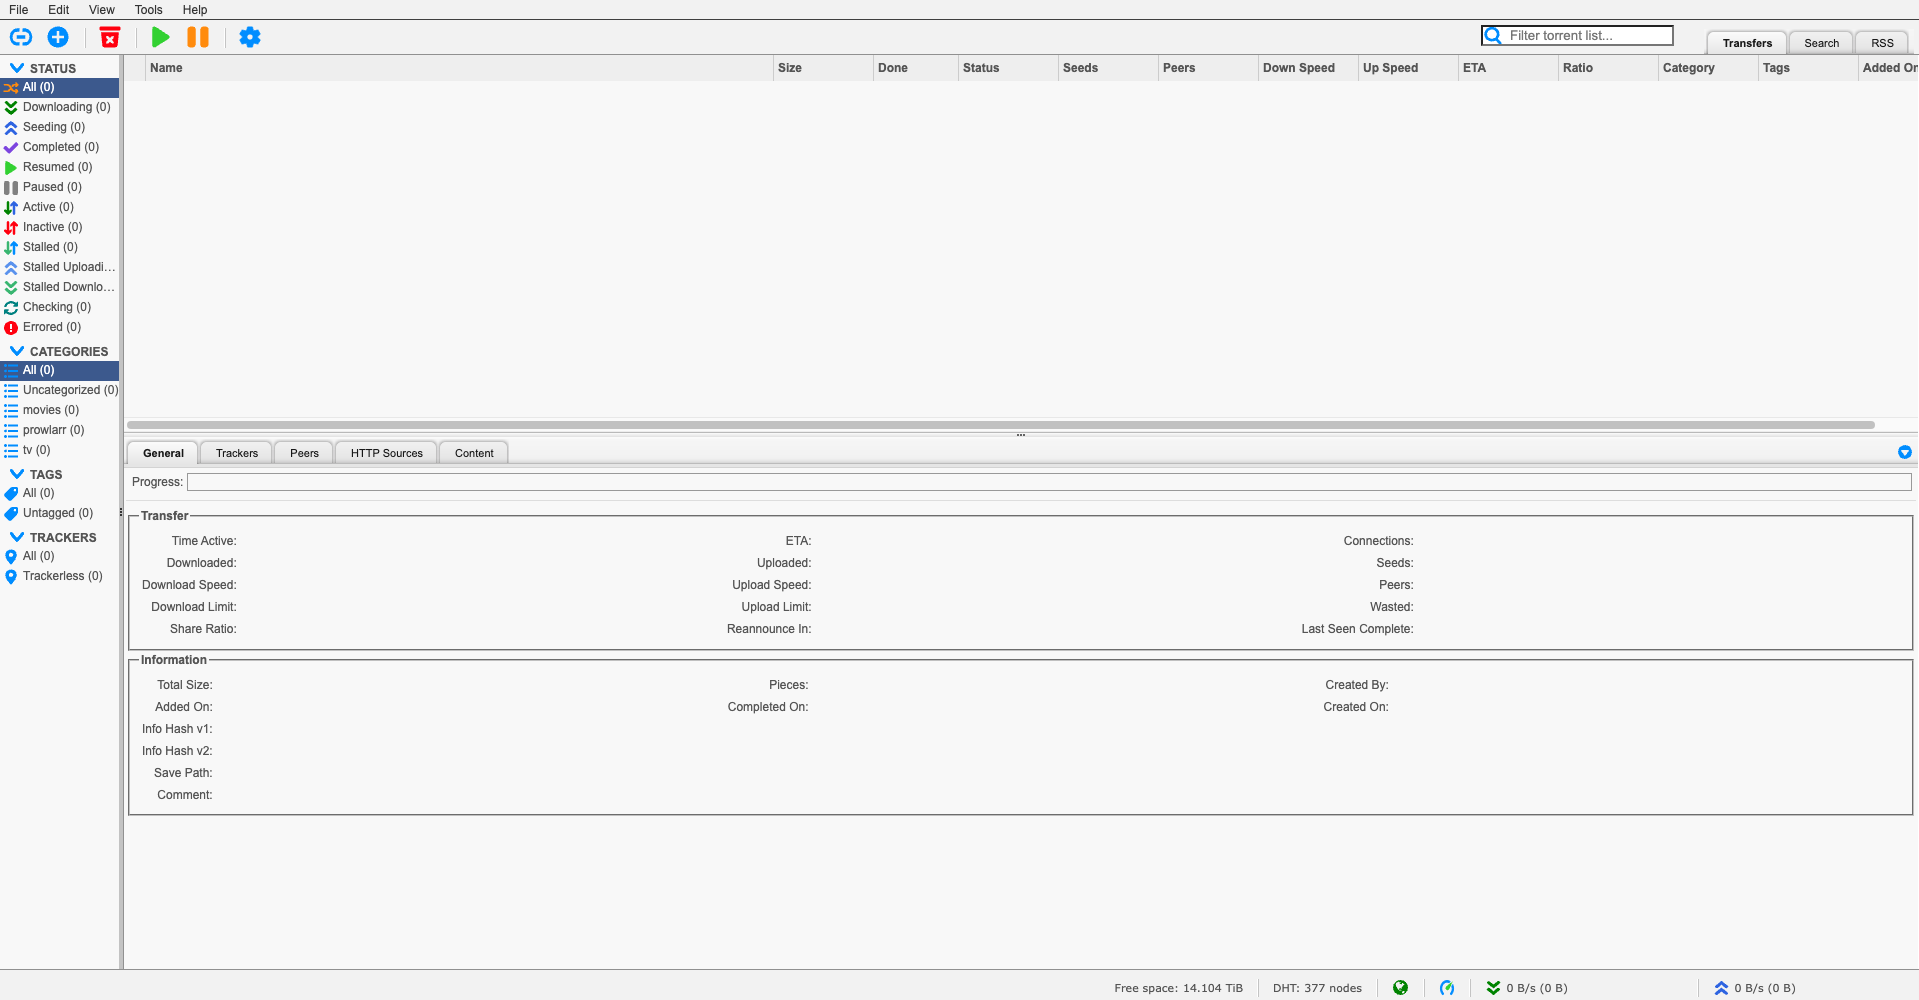 File Edit View Tools Help
Filter torrent list...
Transfers Search RSS
STATUS
All (0)
Downloading (0)
Seeding (0)
Completed (0)
Resumed (0)
Paused (0)
Active (0)
Inactive (0)
Stalled (0)
Stalled Uploadi…
Stalled Downlo…
Checking (0)
Errored (0)
CATEGORIES
All (0)
Uncategorized (0)
movies (0)
prowlarr (0)
tv (0)
TAGS
All (0)
Untagged (0)
TRACKERS
All (0)
Trackerless (0)
Name Size Done Status Seeds Peers Down Speed Up Speed ETA Ratio Category Tags Added On
General Trackers Peers HTTP Sources Content
Progress:
Transfer
Time Active: ETA: Connections:
Downloaded: Uploaded: Seeds:
Download Speed: Upload Speed: Peers:
Download Limit: Upload Limit: Wasted:
Share Ratio: Reannounce In: Last Seen Complete:
Information
Total Size: Pieces: Created By:
Added On: Completed On: Created On:
Info Hash v1:
Info Hash v2:
Save Path:
Comment:
Free space: 14.104 TiB DHT: 377 nodes 0 B/s (0 B) 0 B/s (0 B)